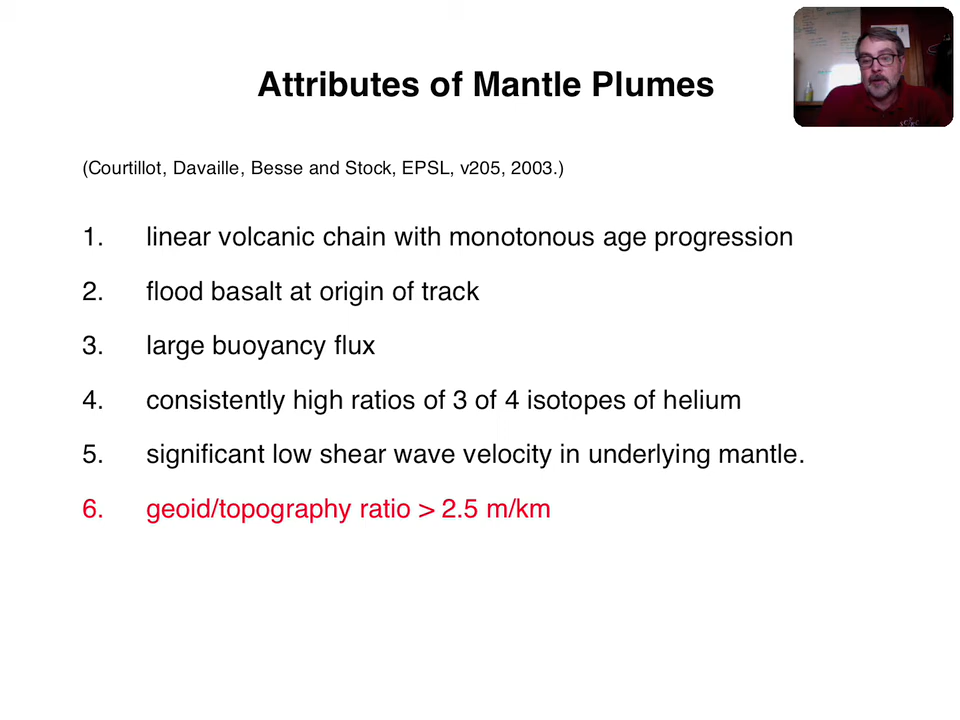 Attributes of Mantle Plumes
(Courtillot, Davaille, Besse and Stock, EPSL, v205, 2003.)
1. linear volcanic chain with monotonous age progression
2. flood basalt at origin of track
3. large buoyancy flux
4. consistently high ratios of 3 of 4 isotopes of helium
5. significant low shear wave velocity in underlying mantle.
6. geoid/topography ratio > 2.5 m/km